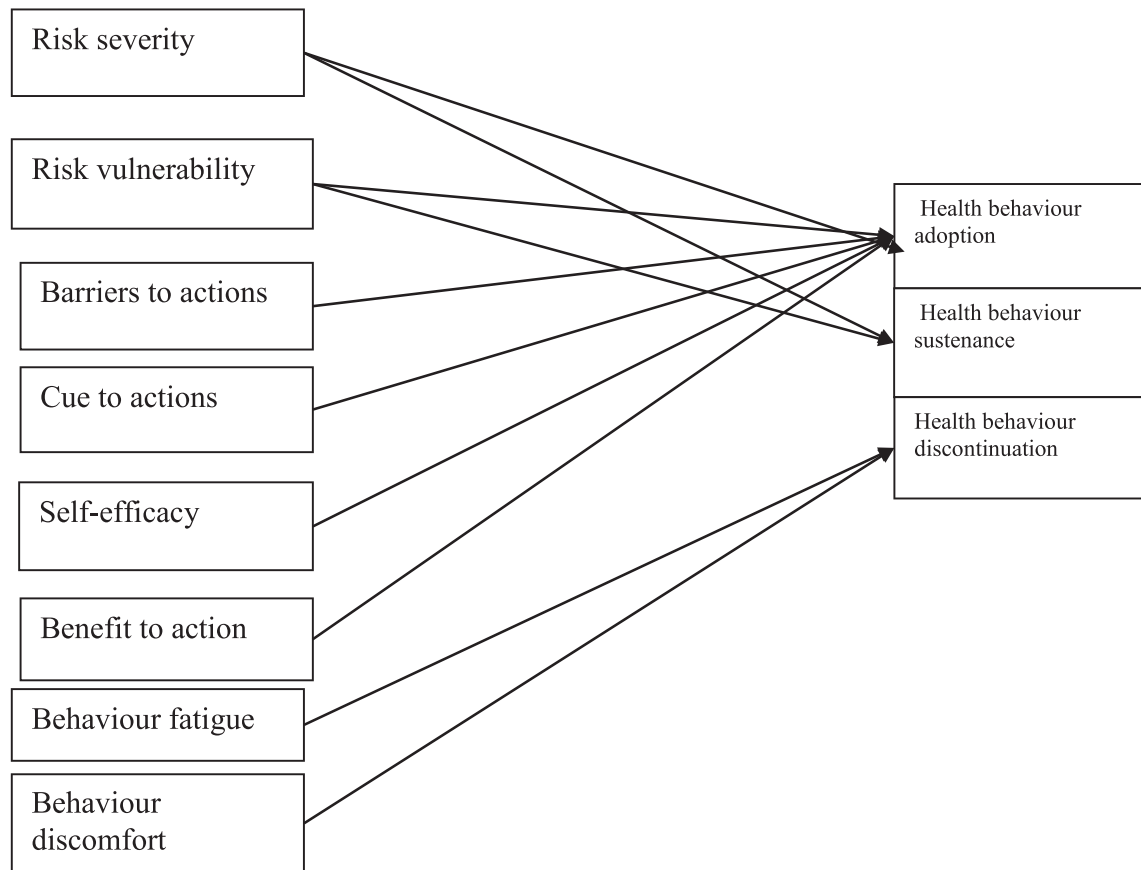 Risk severity
Risk vulnerability
Barriers to actions
Cue to actions
Self-efficacy
Benefit to action
Behaviour fatigue
Behaviour
discomfort
Health behaviour
adoption
Health behaviour
sustenance
Health behaviour
discontinuation